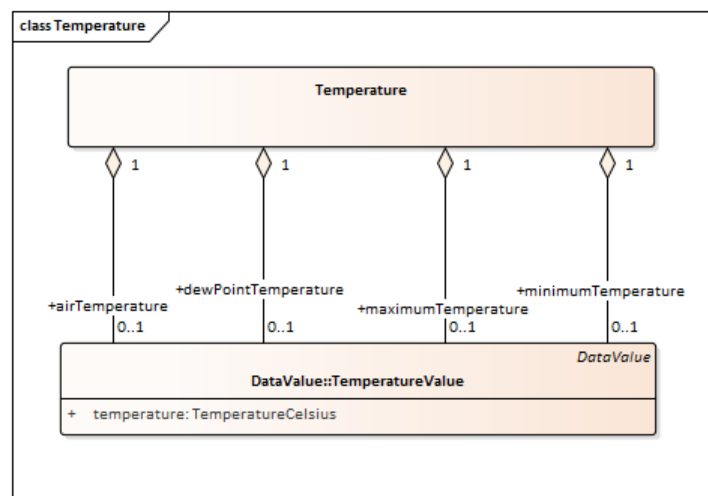 class Temperature
Temperature
1
1
1
1
+airTemperature
+dewPointTemperature
+maximumTemperature
+minimumTemperature
0..1
0..1
0..1
0..1
DataValue
DataValue::TemperatureValue
+ temperature: TemperatureCelsius